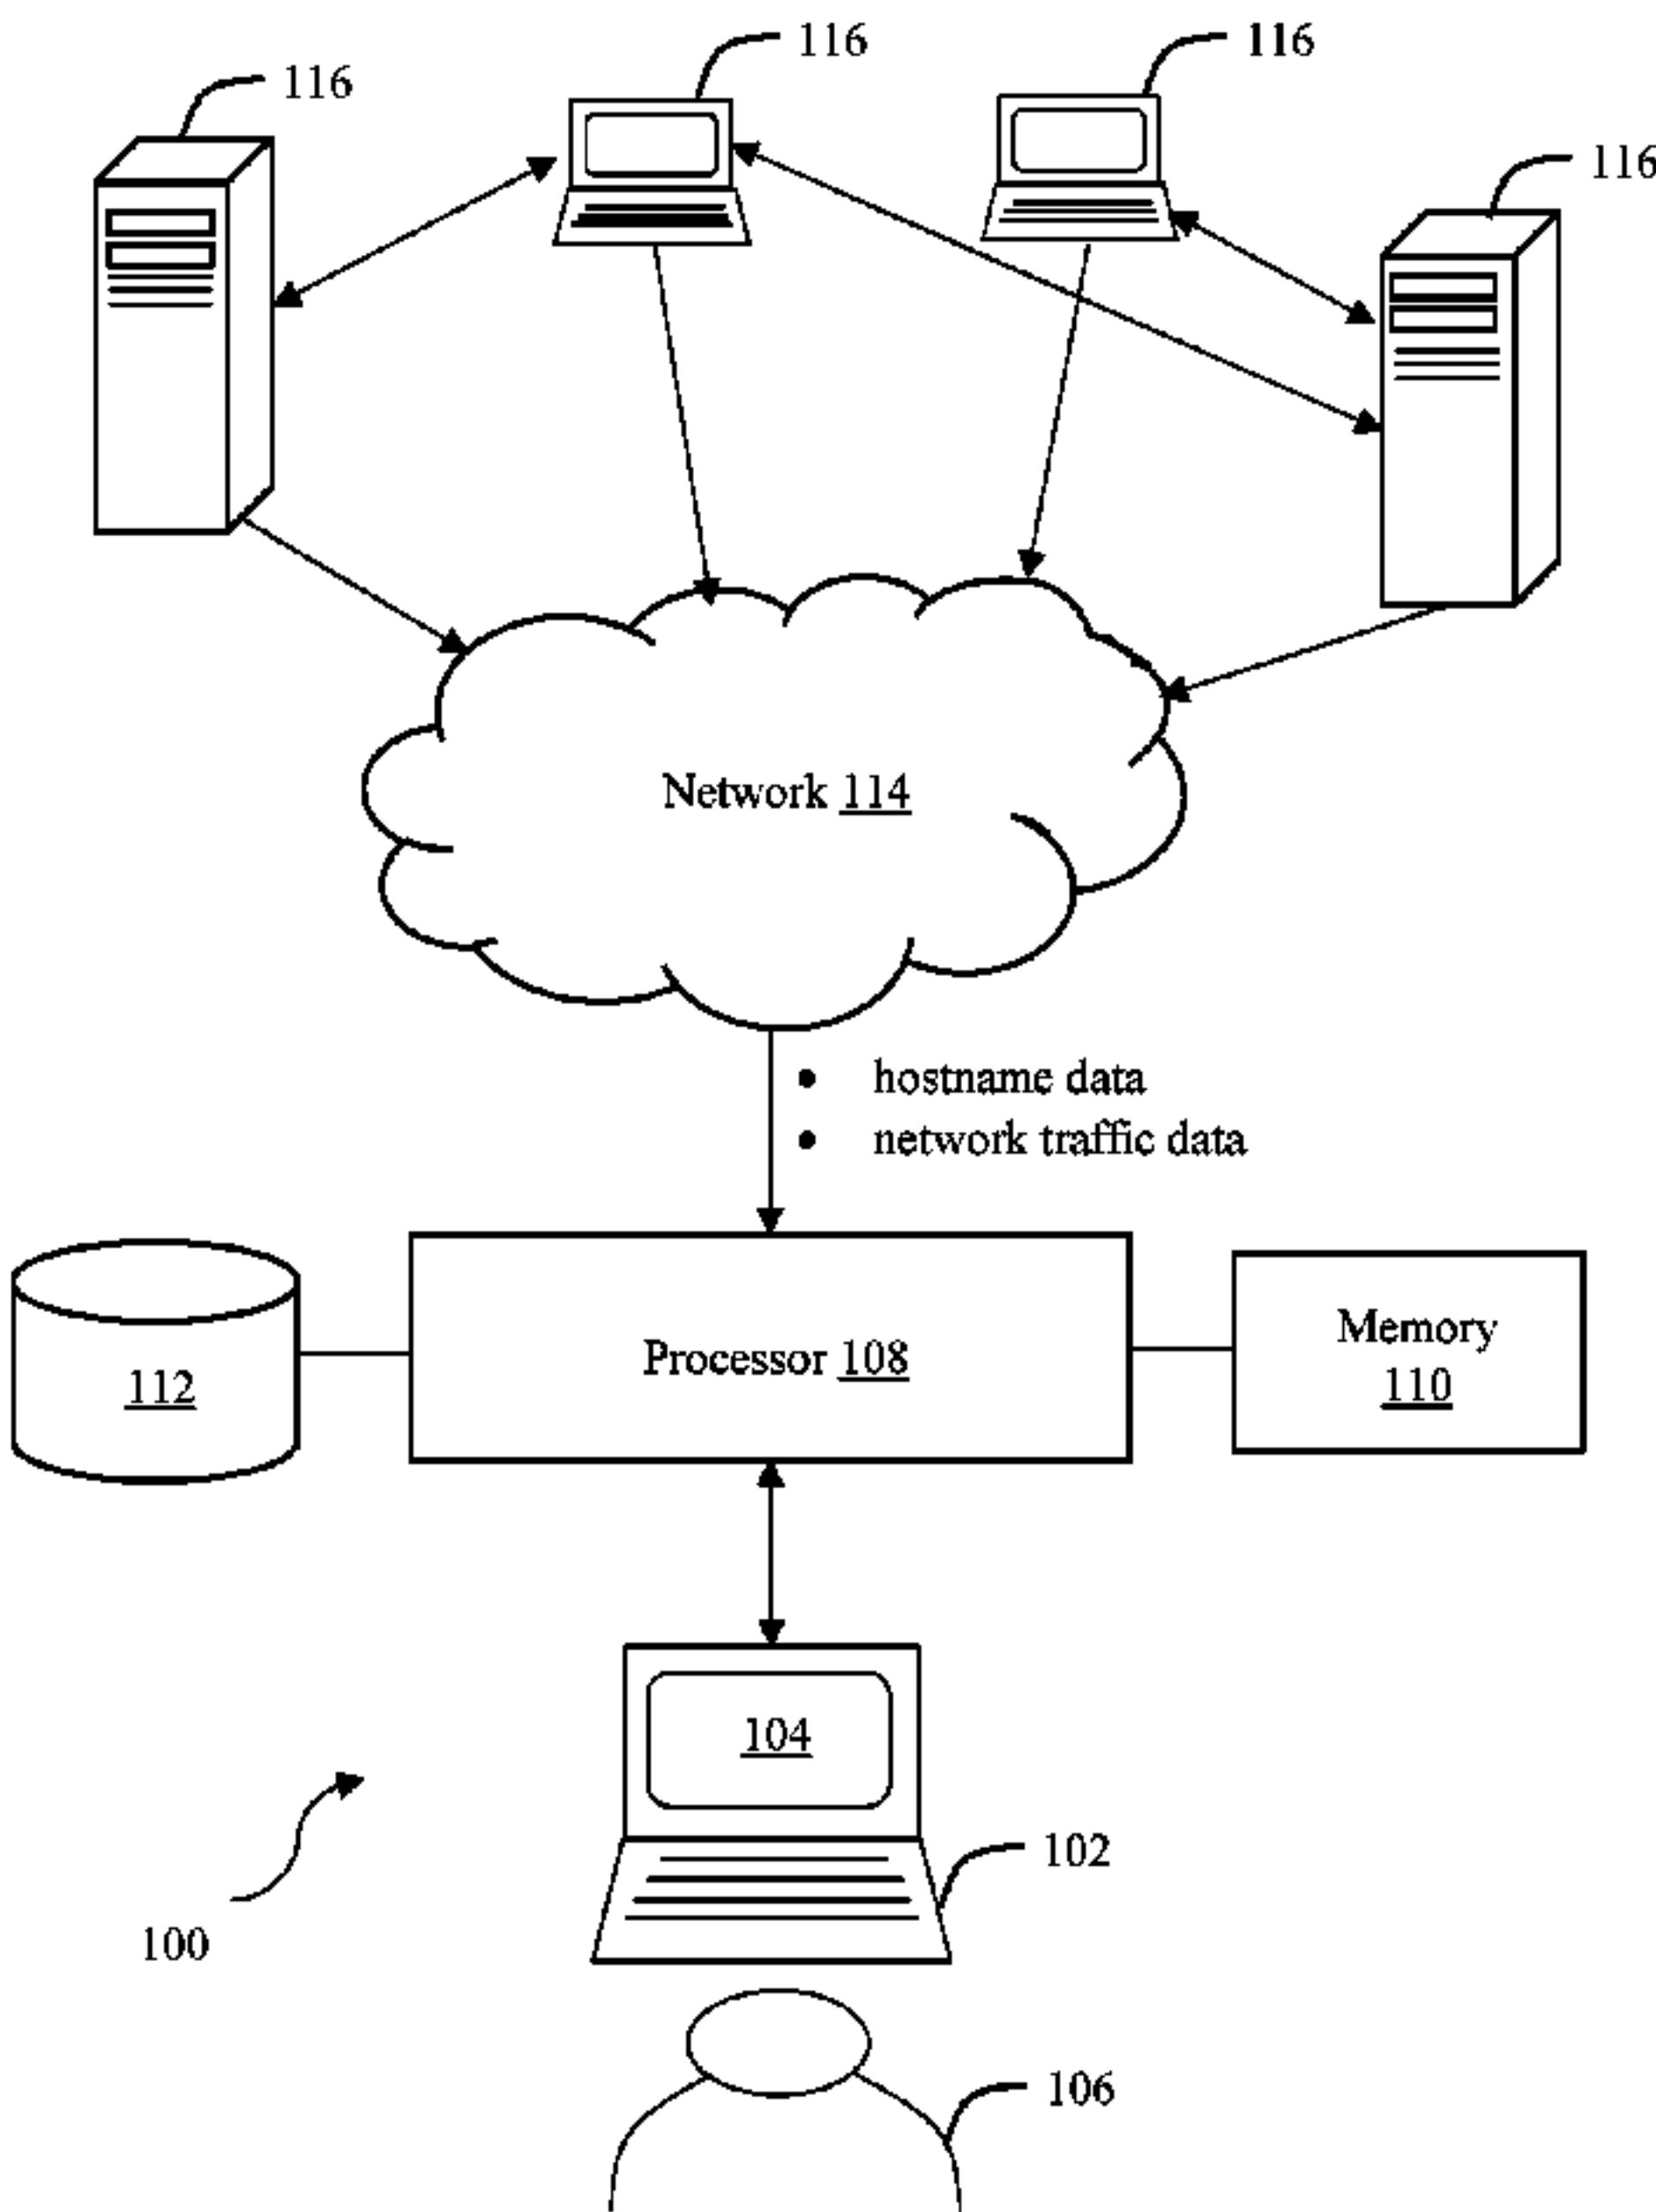 116
116
116
116
Network 114
• hostname data
• network traffic data
112
Processor 108
Memory
110
104
102
100
106